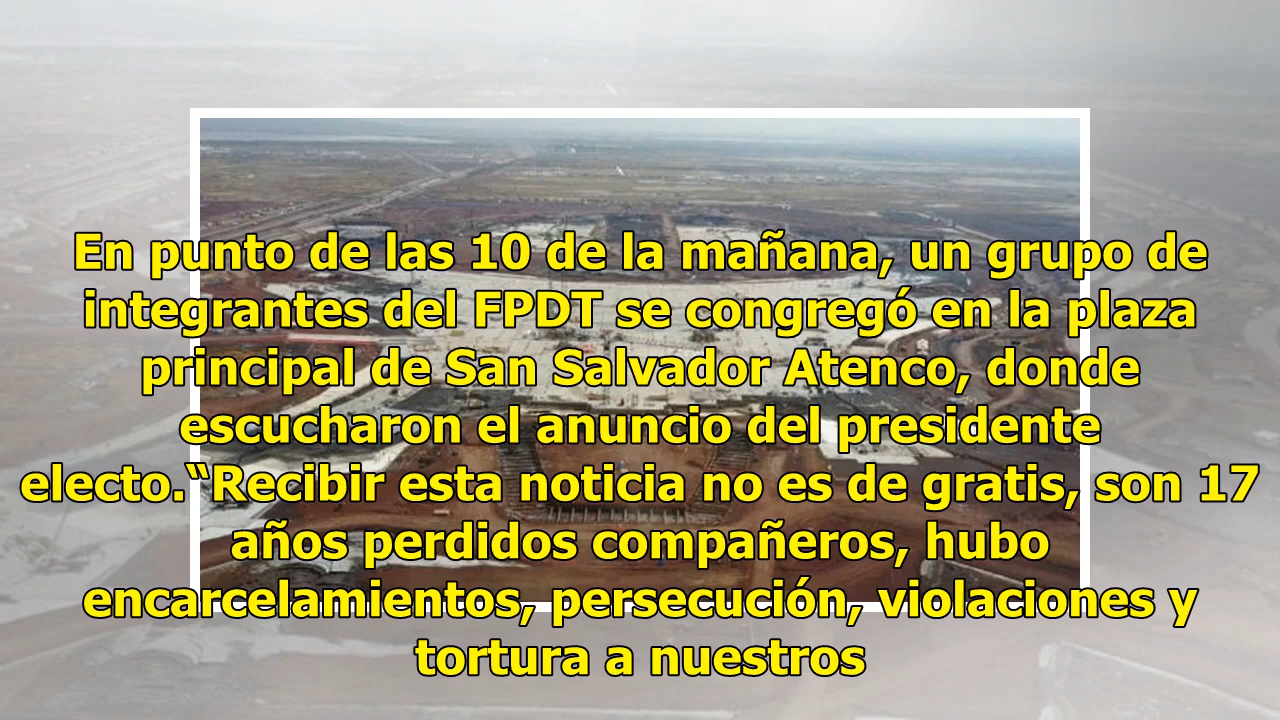 En punto de las 10 de la mañana, un grupo de
integrantes del FPDT se congregó en la plaza
principal de San Salvador Atenco, donde
escucharon el anuncio del presidente
electo.“Recibir esta noticia no es de gratis, son 17
años perdidos compañeros, hubo
encarcelamientos, persecución, violaciones y
tortura a nuestros